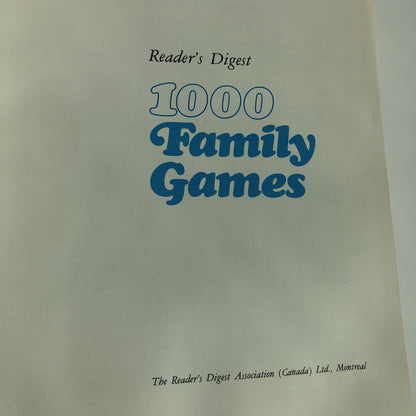 Reader's Digest
1000
Family
Games
The Reader's Digest Association (Canada) Ltd., Montreal